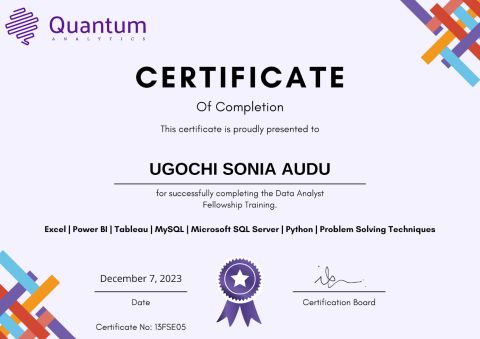 Quantum
ANALYTICS
CERTIFICATE
Of Completion
This certificate is proudly presented to
UGOCHI SONIA AUDU
for successfully completing the Data Analyst
Fellowship Training.
Excel | Power BI | Tableau | MySQL | Microsoft SQL Server | Python | Problem Solving Techniques
December 7, 2023
Date
Certification Board
Certificate No: 13FSE05